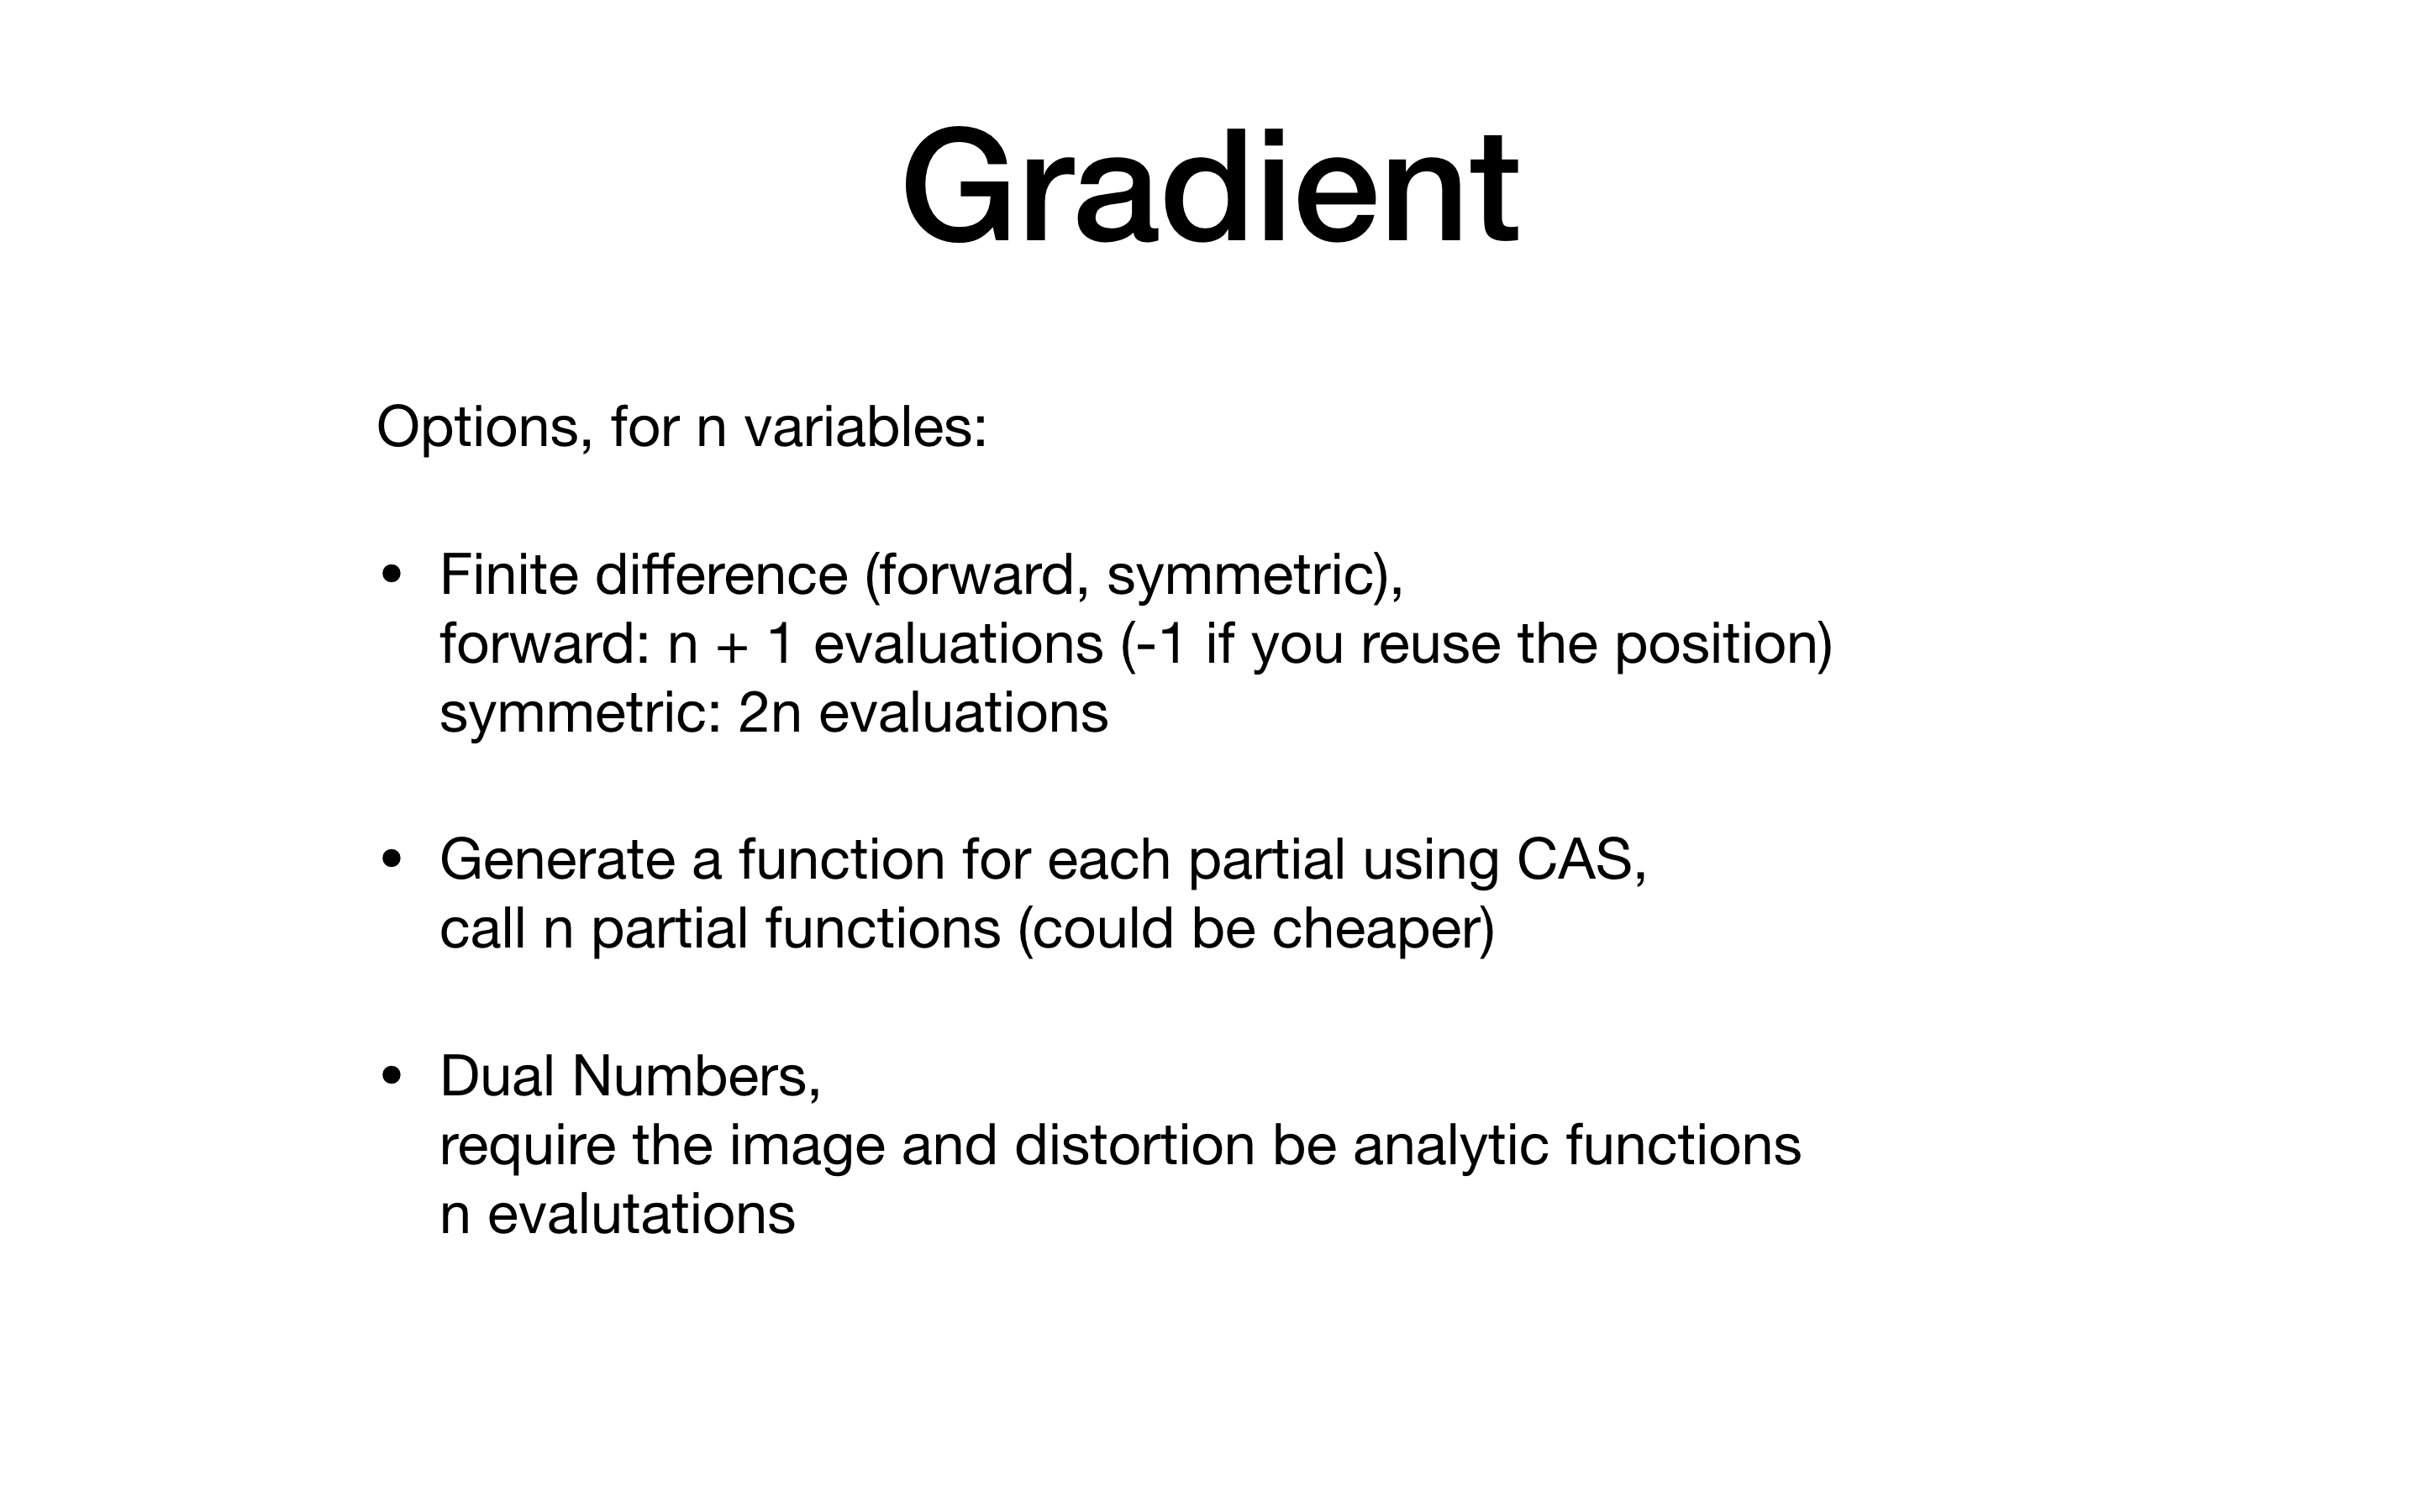 Gradient
Options, for n variables:
• Finite difference (forward, symmetric),
forward: n + 1 evaluations (-1 if you reuse the position)
symmetric: 2n evaluations
• Generate a function for each partial using CAS,
call n partial functions (could be cheaper)
• Dual Numbers,
require the image and distortion be analytic functions
n evalutations